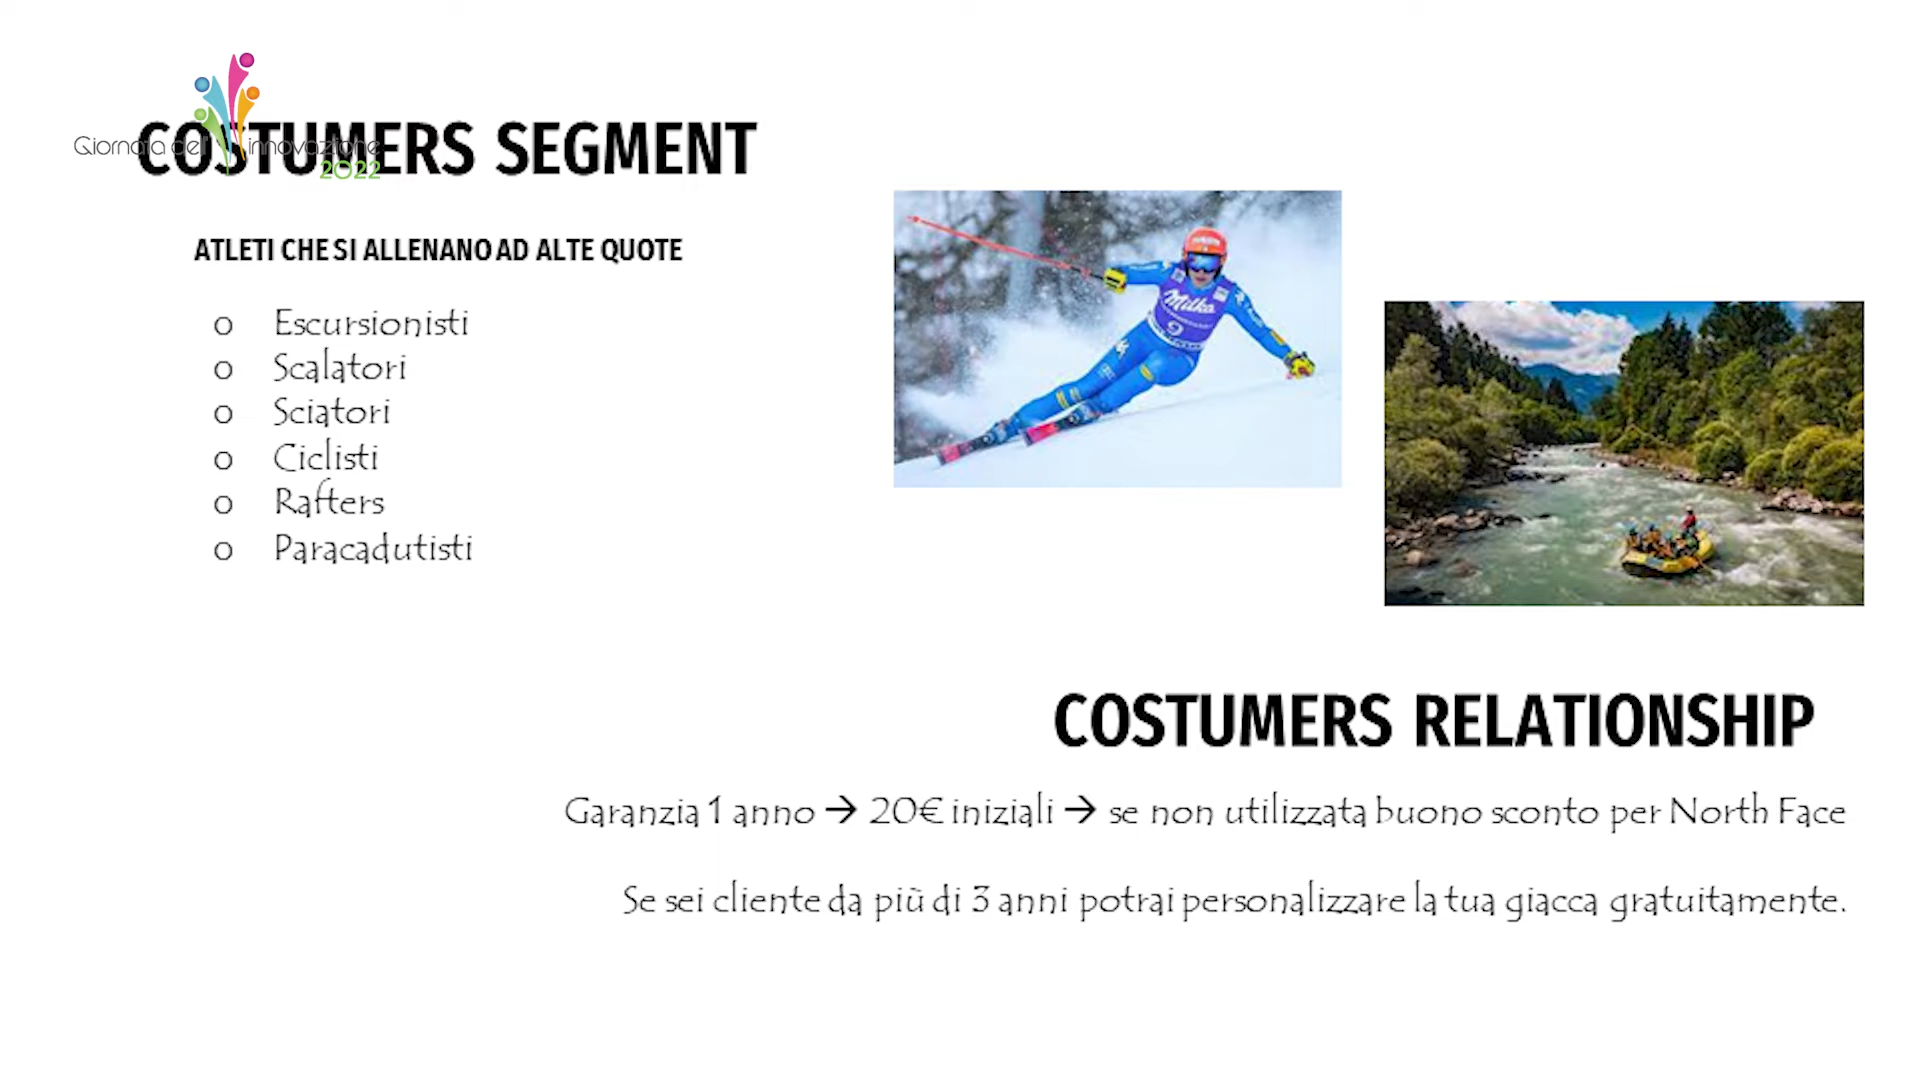 Giornata dell'innovazione
2022
COSTUMERS SEGMENT
ATLETI CHE SI ALLENANO AD ALTE QUOTE
o Escursionisti
o Scalatori
o Sciatori
o Ciclisti
o Rafters
o Paracadutisti
Milka
9
COSTUMERS RELATIONSHIP
Garanzia 1 anno → 20€ iniziali → se non utilizzata buono sconto per North Face
Se sei cliente da più di 3 anni potrai personalizzare la tua giacca gratuitamente.